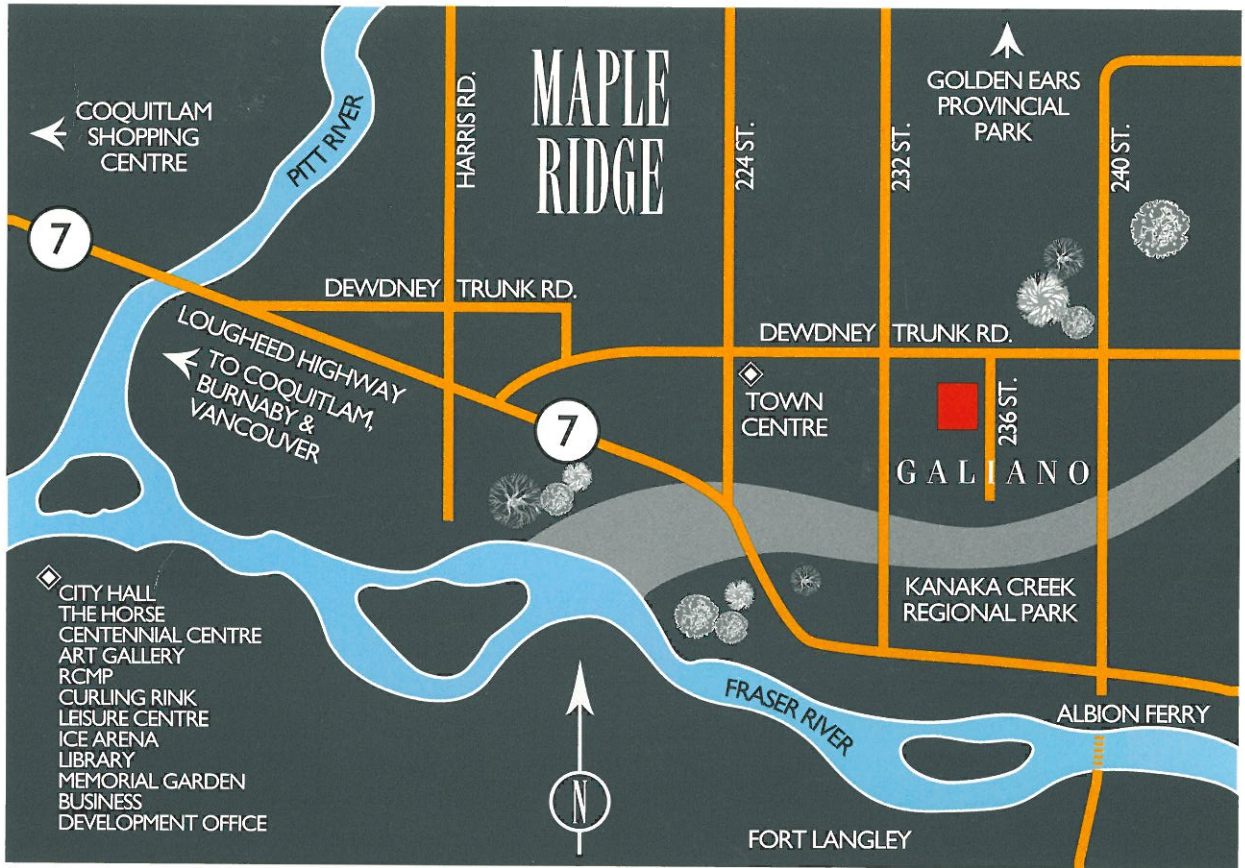 MAPLE
RIDGE
COQUITLAM
SHOPPING
CENTRE
PITT RIVER
HARRIS RD.
224 ST.
232 ST.
GOLDEN EARS
PROVINCIAL
PARK
240 ST.
7
DEWDNEY TRUNK RD.
LOUGHEED HIGHWAY
TO COQUITLAM,
BURNABY &
VANCOUVER
7
DEWDNEY TRUNK RD.
TOWN
CENTRE
236 ST.
GALIANO
KANAKA CREEK
REGIONAL PARK
CITY HALL
THE HORSE
CENTENNIAL CENTRE
ART GALLERY
RCMP
CURLING RINK
LEISURE CENTRE
ICE ARENA
LIBRARY
MEMORIAL GARDEN
BUSINESS
DEVELOPMENT OFFICE
N
FRASER RIVER
ALBION FERRY
FORT LANGLEY